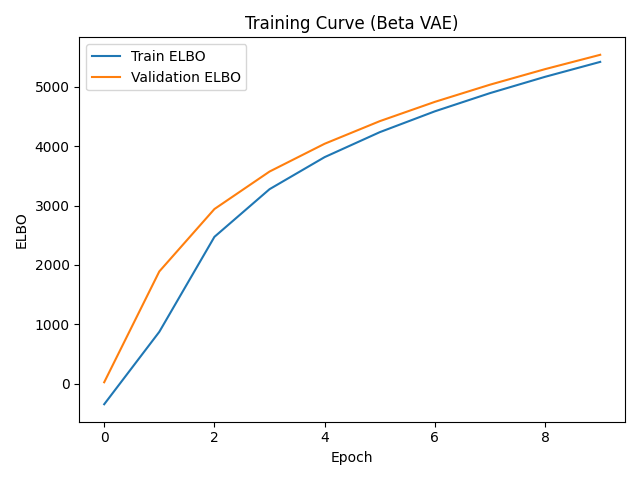 Training Curve (Beta VAE)
Train ELBO
Validation ELBO
5000
4000
3000
2000
1000
0
ELBO
0 2 4 6 8
Epoch